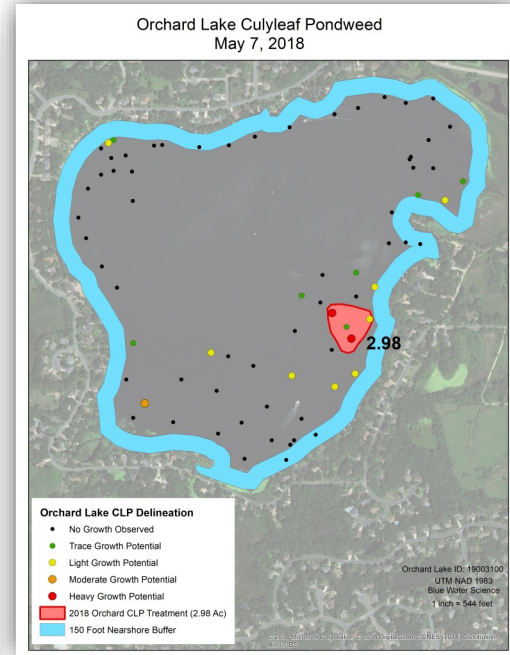 Orchard Lake Culyleaf Pondweed
May 7, 2018
2.98
Orchard Lake CLP Delineation
No Growth Observed
Trace Growth Potential
Light Growth Potential
Moderate Growth Potential
Heavy Growth Potential
2018 Orchard CLP Treatment (2.98 Ac)
150 Foot Nearshore Buffer
Orchard Lake ID: 19003100
UTM NAD 1983
Blue Water Science
1 inch = 544 feet